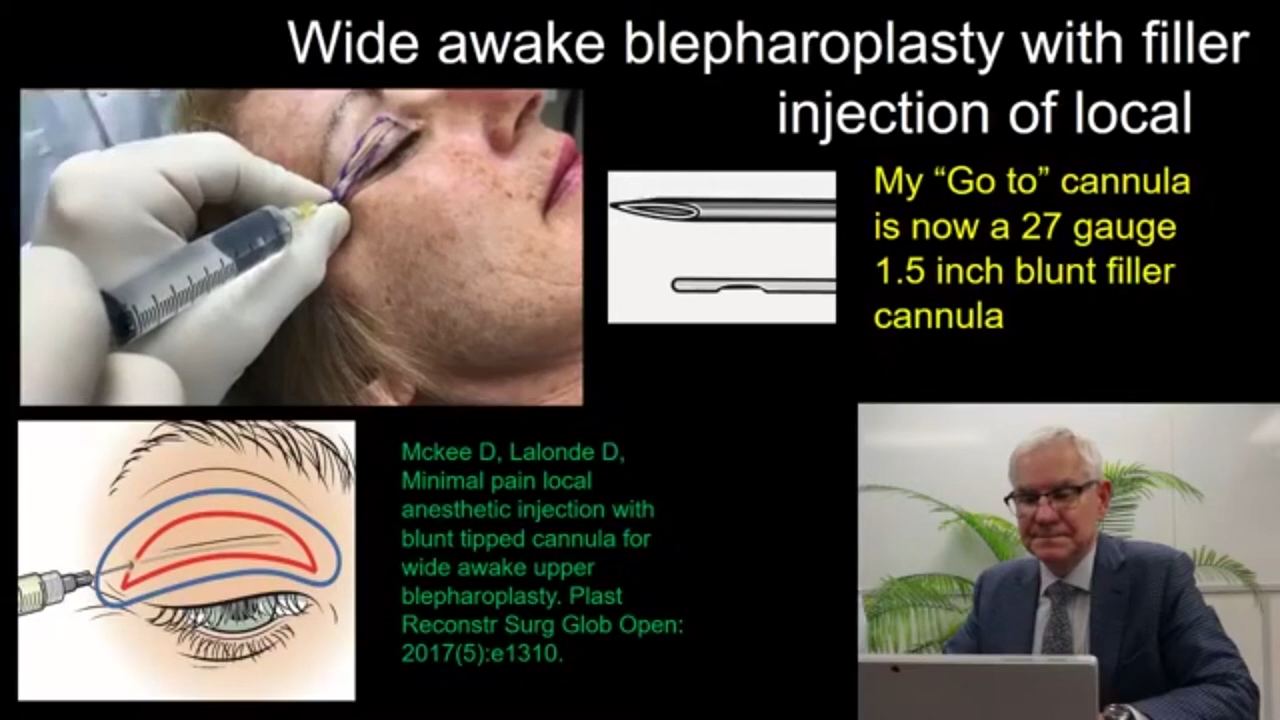 Wide awake blepharoplasty with filler
injection of local
My “Go to” cannula
is now a 27 gauge
1.5 inch blunt filler
cannula
Mckee D, Lalonde D,
Minimal pain local
anesthetic injection with
blunt tipped cannula for
wide awake upper
blepharoplasty. Plast
Reconstr Surg Glob Open:
2017(5):e1310.